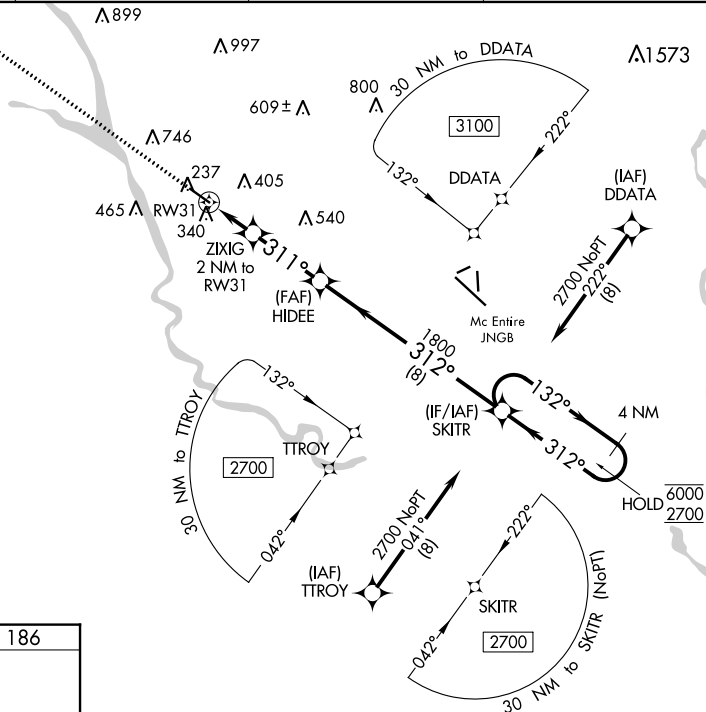 899
997
1573
30 NM to DDATA
800
609±
3100
222°
746
132°
237
405
DDATA
(IAF)
DDATA
465
RW31
340
540
ZIXIG
2 NM to
RW31
311°
2700 NoPT
222°
(8)
(FAF)
HIDEE
Mc Entire
JNGB
1800
312°
(8)
132°
(IF/IAF)
SKITR
132°
4 NM
312°
30 NM to TTROY
TTROY
2700
HOLD
6000
2700
042°
2700 NoPT
041°
(8)
222°
(IAF)
TTROY
SKITR
30 NM to SKITR (NoPT)
2700
042°
186